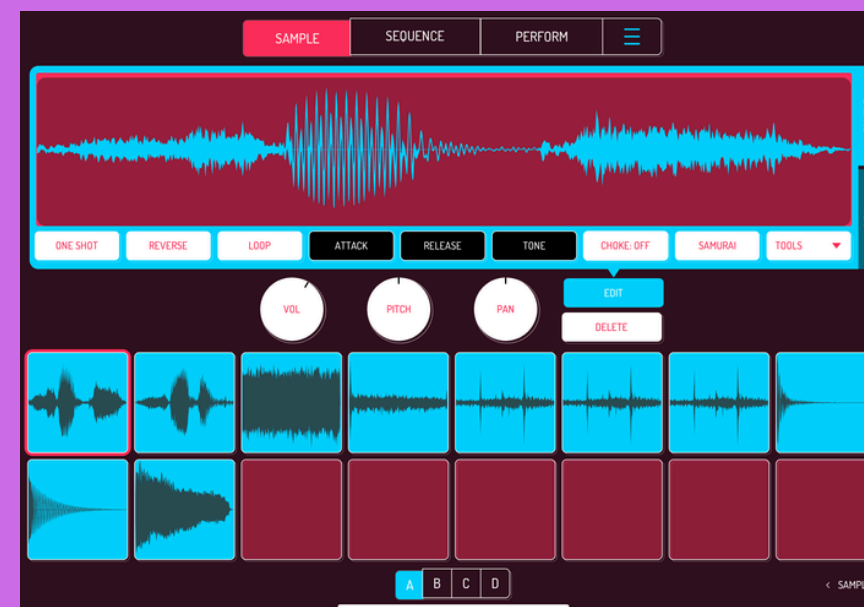 SAMPLE SEQUENCE PERFORM
ONE SHOT REVERSE LOOP ATTACK RELEASE TONE CHOKE: OFF SAMURAI TOOLS
VOL PITCH PAN EDIT
DELETE
A B C D
< SAMPL